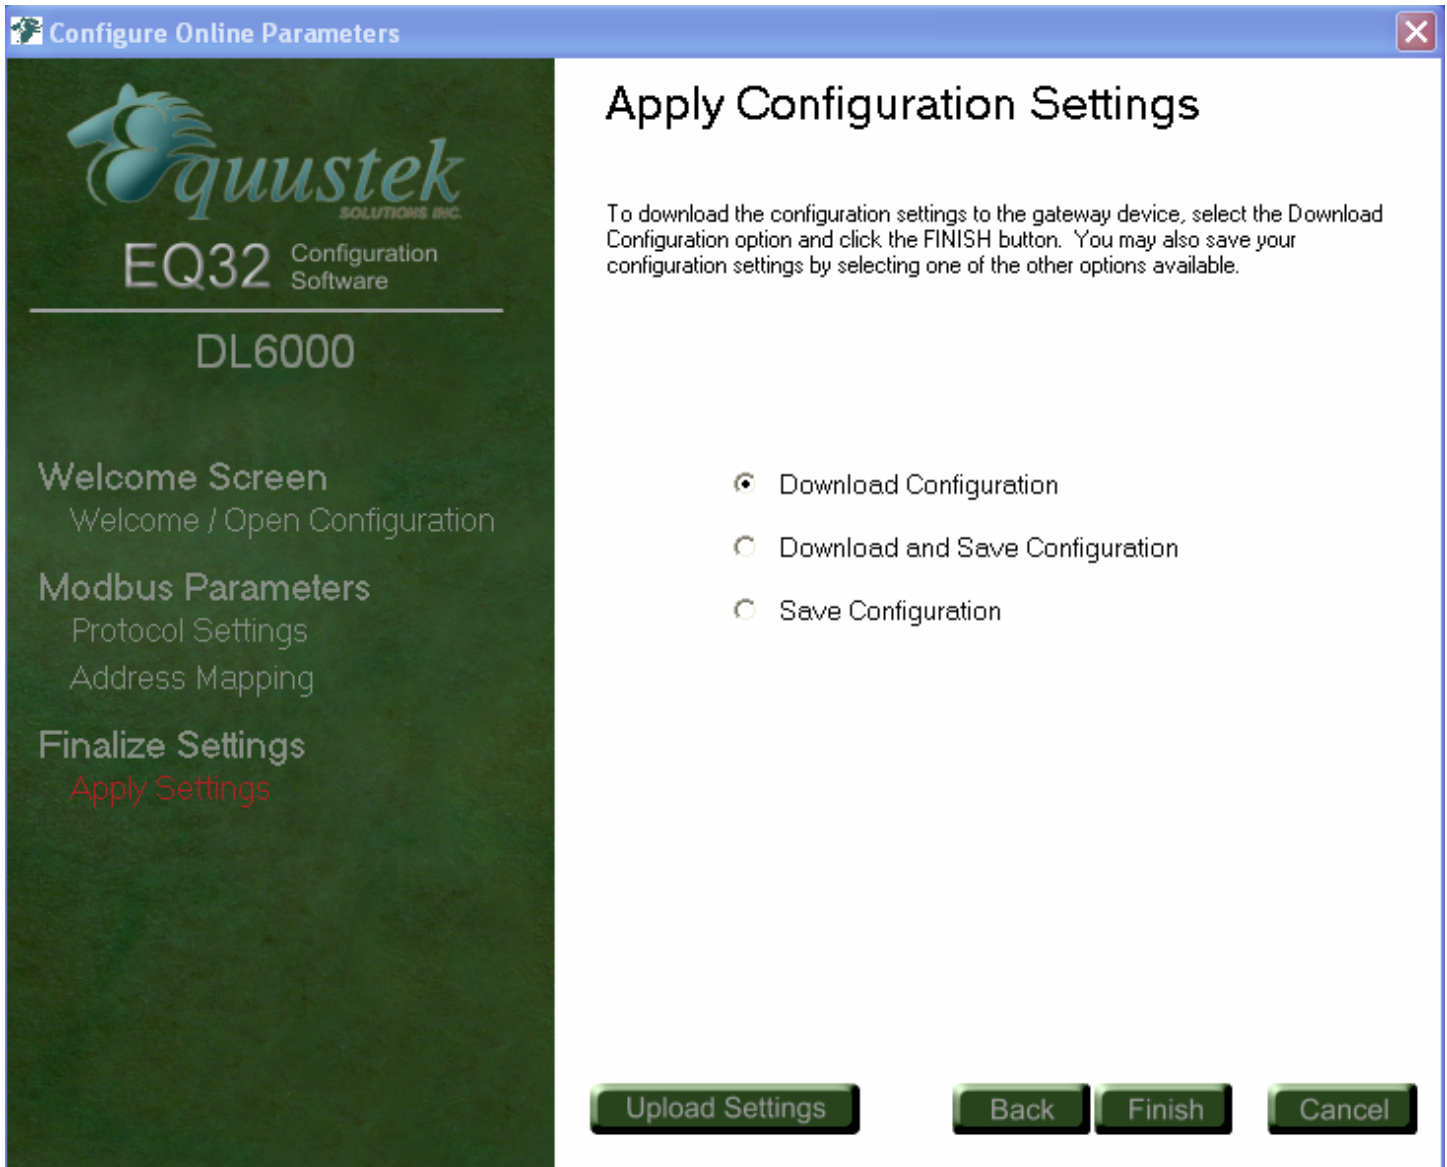 Configure Online Parameters
Equustek
SOLUTIONS INC.
EQ32 Configuration Software
DL6000
Welcome Screen
Welcome / Open Configuration
Modbus Parameters
Protocol Settings
Address Mapping
Finalize Settings
Apply Settings
Apply Configuration Settings
To download the configuration settings to the gateway device, select the Download
Configuration option and click the FINISH button. You may also save your
configuration settings by selecting one of the other options available.
Download Configuration
Download and Save Configuration
Save Configuration
Upload Settings
Back
Finish
Cancel